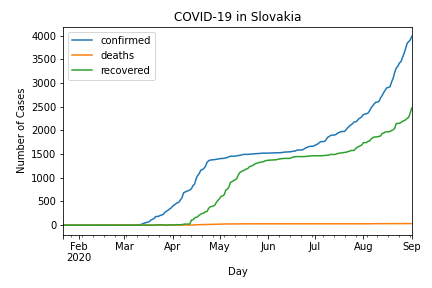 COVID-19 in Slovakia
confirmed
deaths
recovered
Number of Cases
4000
3500
3000
2500
2000
1500
1000
500
0
Feb Mar Apr May Jun Jul Aug Sep
2020
Day